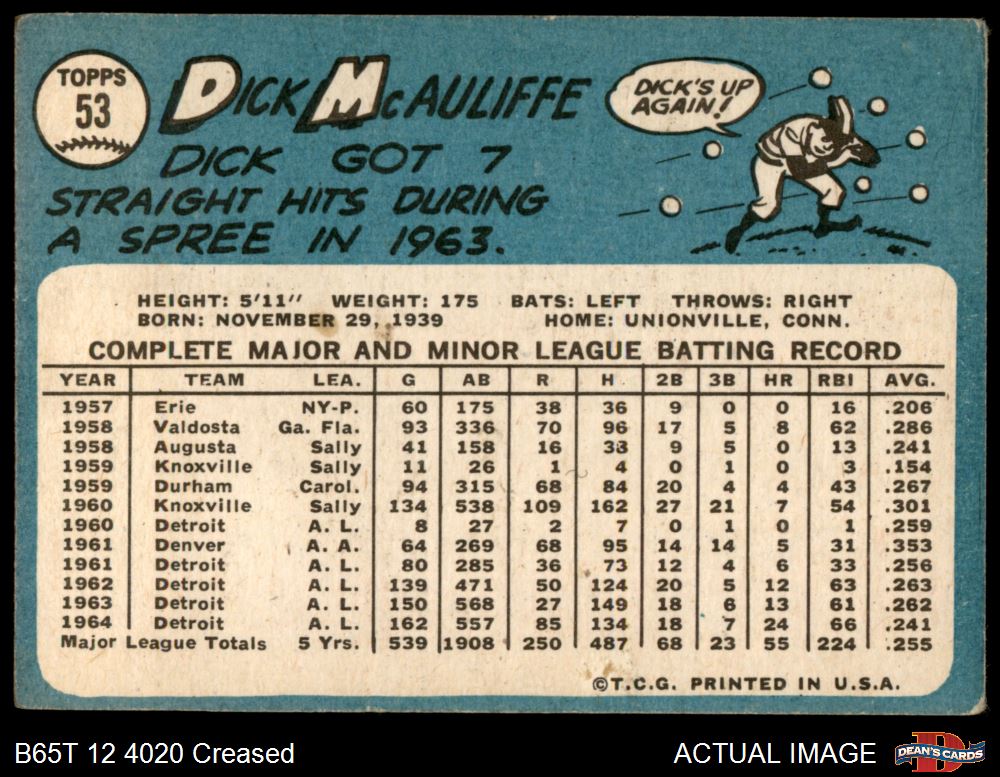 TOPPS
53
DICK McAULIFFE
DICK GOT 7
STRAIGHT HITS DURING
A SPREE IN 1963.
DICK'S UP
AGAIN!
HEIGHT: 5'11" WEIGHT: 175 BATS: LEFT THROWS: RIGHT
BORN: NOVEMBER 29, 1939 HOME: UNIONVILLE, CONN.
COMPLETE MAJOR AND MINOR LEAGUE BATTING RECORD
YEAR TEAM LEA. G AB R H 2B 3B HR RBI AVG.
1957 Erie NY-P. 60 175 38 36 9 0 0 16 .206
1958 Valdosta Ga. Fla. 93 336 70 96 17 5 8 62 .286
1958 Augusta Sally 41 158 16 38 9 5 0 13 .241
1959 Knoxville Sally 11 26 1 4 0 1 0 3 .154
1959 Durham Carol. 94 315 68 84 20 4 4 43 .267
1960 Knoxville Sally 134 538 109 162 27 21 7 54 .301
1960 Detroit A. L. 8 27 2 7 0 1 0 1 .259
1961 Denver A. A. 64 269 68 95 14 14 5 31 .353
1961 Detroit A. L. 80 285 36 73 12 4 6 33 .256
1962 Detroit A. L. 139 471 50 124 20 5 12 63 .263
1963 Detroit A. L. 150 568 27 149 18 6 13 61 .262
1964 Detroit A. L. 162 557 85 134 18 7 24 66 .241
Major League Totals 5 Yrs. 539 1908 250 487 68 23 55 224 .255
©T.C.G. PRINTED IN U.S.A.
B65T 12 4020 Creased
ACTUAL IMAGE
DEAN'S CARDS